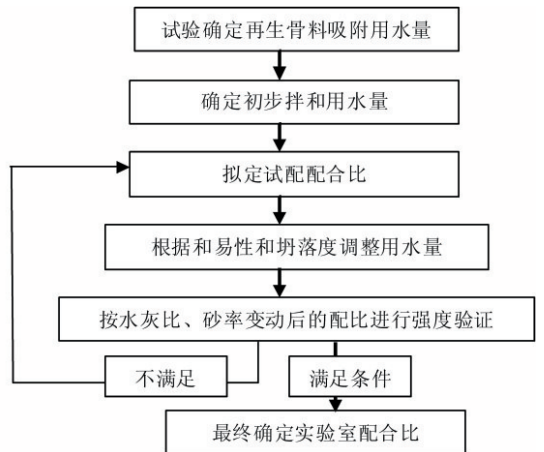 试验确定再生骨料吸附用水量
确定初步拌和用水量
拟定试配配合比
根据和易性和坍落度调整用水量
按水灰比、砂率变动后的配比进行强度验证
不满足
满足条件
最终确定实验室配合比